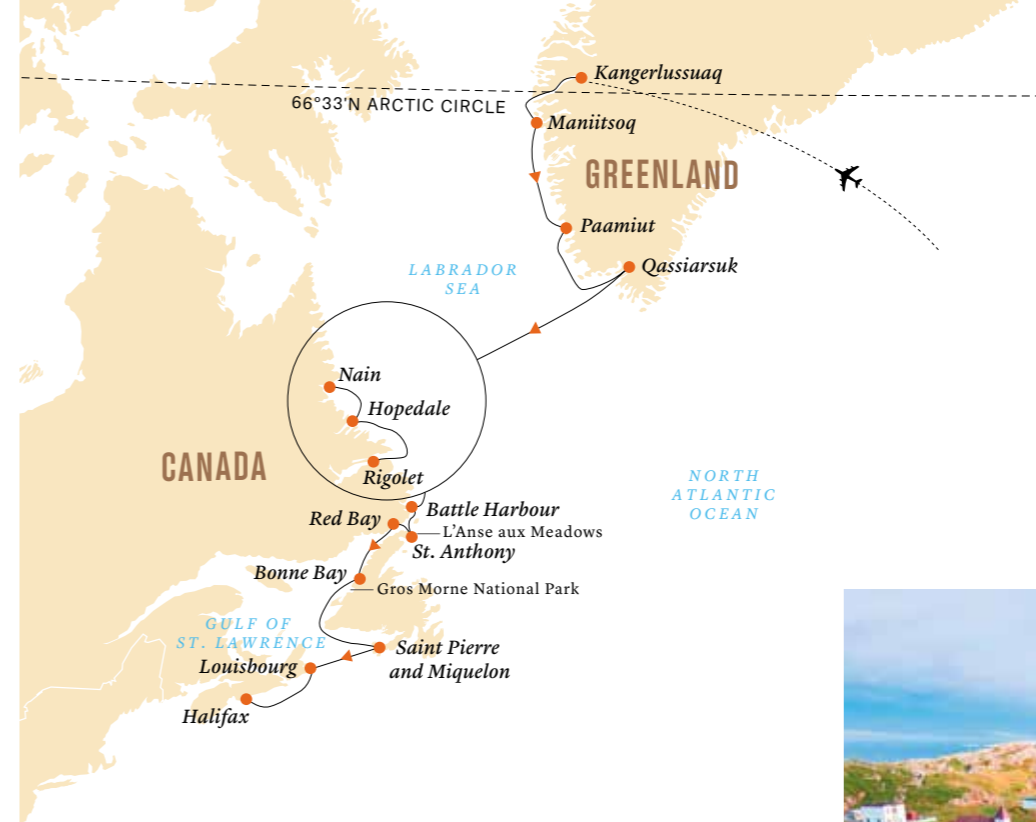 Kangerlussuaq
66°33'N ARCTIC CIRCLE
Maniitsoq
GREENLAND
Paamiut
Qassiarsuk
LABRADOR
SEA
Nain
Hopedale
CANADA
Rigolet
NORTH
ATLANTIC
OCEAN
Battle Harbour
Red Bay
L'Anse aux Meadows
St. Anthony
Bonne Bay
Gros Morne National Park
GULF OF
ST. LAWRENCE
Saint Pierre
and Miquelon
Louisbourg
Halifax